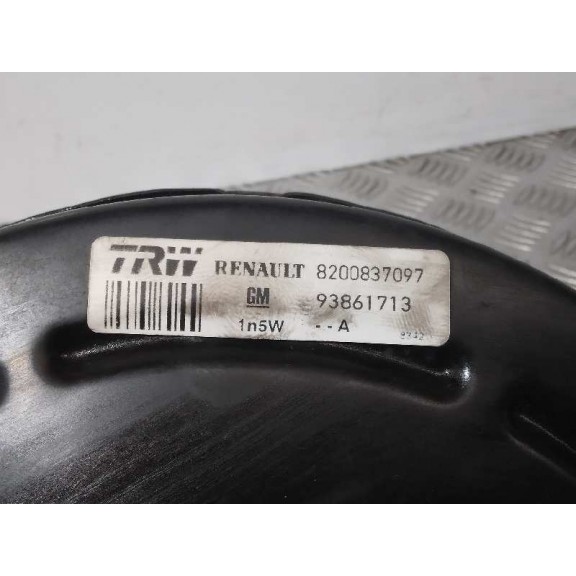 TRW RENAULT 8200837097
GM 93861713
1n5W - - A